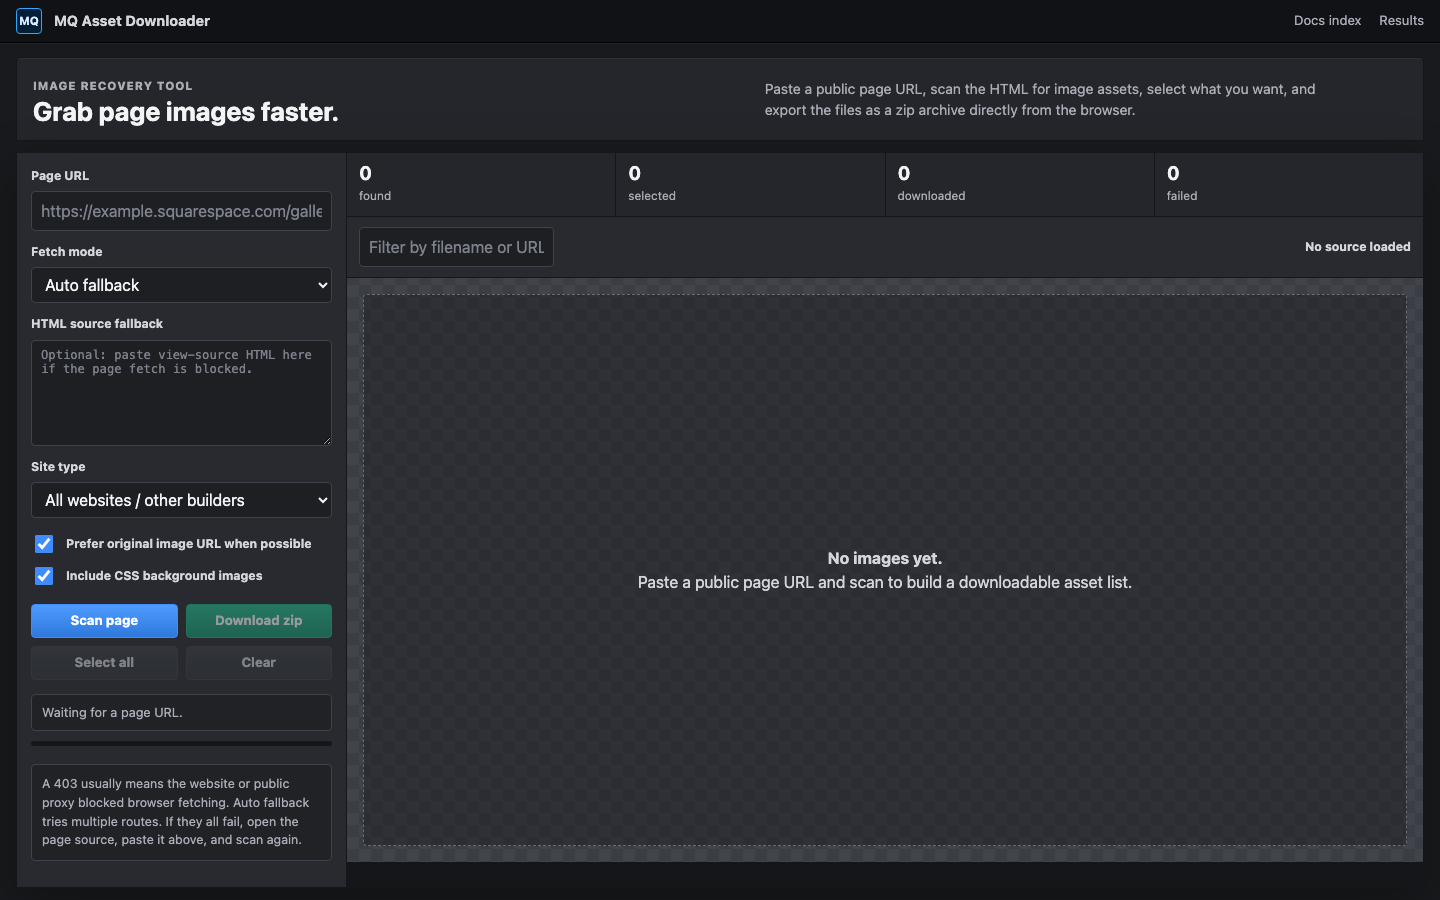 MQ
MQ Asset Downloader
Docs index
Results
IMAGE RECOVERY TOOL
Grab page images faster.
Paste a public page URL, scan the HTML for image assets, select what you want, and
export the files as a zip archive directly from the browser.
Page URL
https://example.squarespace.com/galle
Fetch mode
Auto fallback
HTML source fallback
Optional: paste view-source HTML here
if the page fetch is blocked.
Site type
All websites / other builders
Prefer original image URL when possible
Include CSS background images
Scan page
Download zip
Select all
Clear
Waiting for a page URL.
A 403 usually means the website or public
proxy blocked browser fetching. Auto fallback
tries multiple routes. If they all fail, open the
page source, paste it above, and scan again.
0
found
0
selected
0
downloaded
0
failed
Filter by filename or URL
No source loaded
No images yet.
Paste a public page URL and scan to build a downloadable asset list.